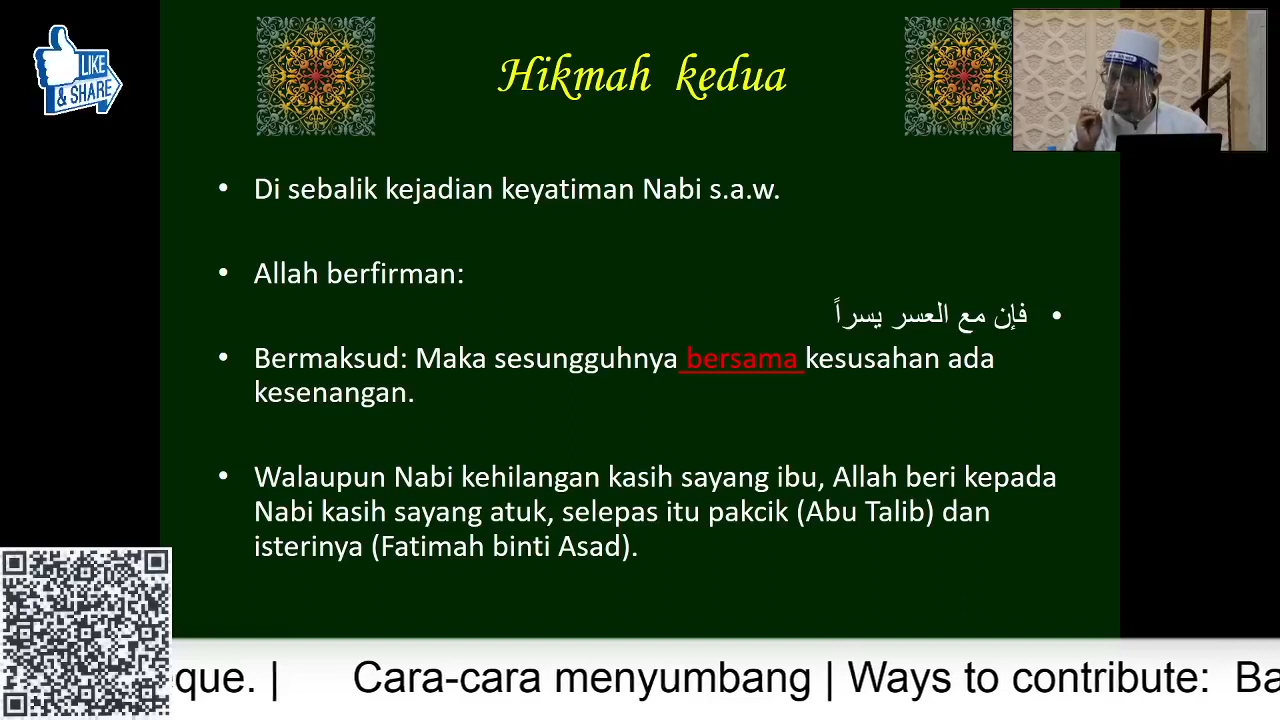 LIKE
& SHARE
Hikmah kedua
• Di sebalik kejadian keyatiman Nabi s.a.w.
• Allah berfirman:
• فإن مع العسر يسراً
• Bermaksud: Maka sesungguhnya bersama kesusahan ada
kesenangan.
• Walaupun Nabi kehilangan kasih sayang ibu, Allah beri kepada
Nabi kasih sayang atuk, selepas itu pakcik (Abu Talib) dan
isterinya (Fatimah binti Asad).
que. | Cara-cara menyumbang | Ways to contribute: Ba